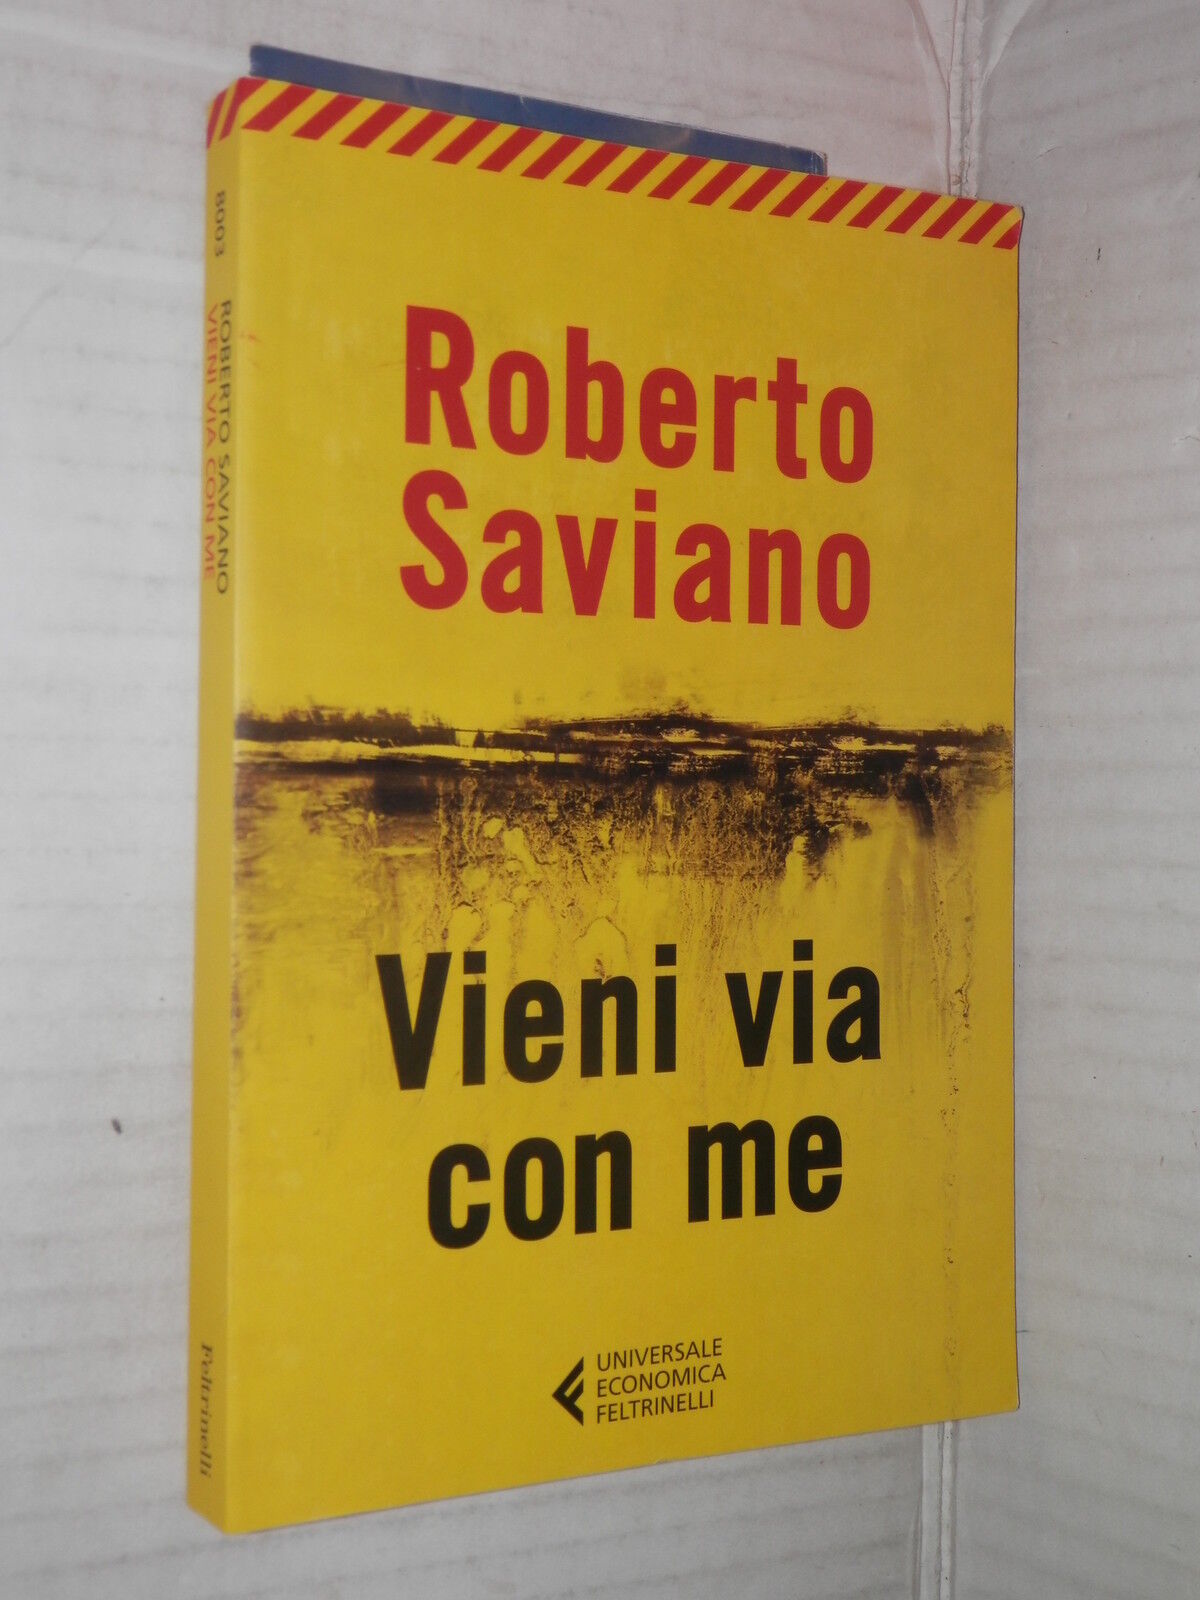 Roberto
Saviano
Vieni via
con me
UNIVERSALE
ECONOMICA
FELTRINELLI
8003
ROBERTO SAVIANO
VIENI VIA CON ME
Feltrinelli